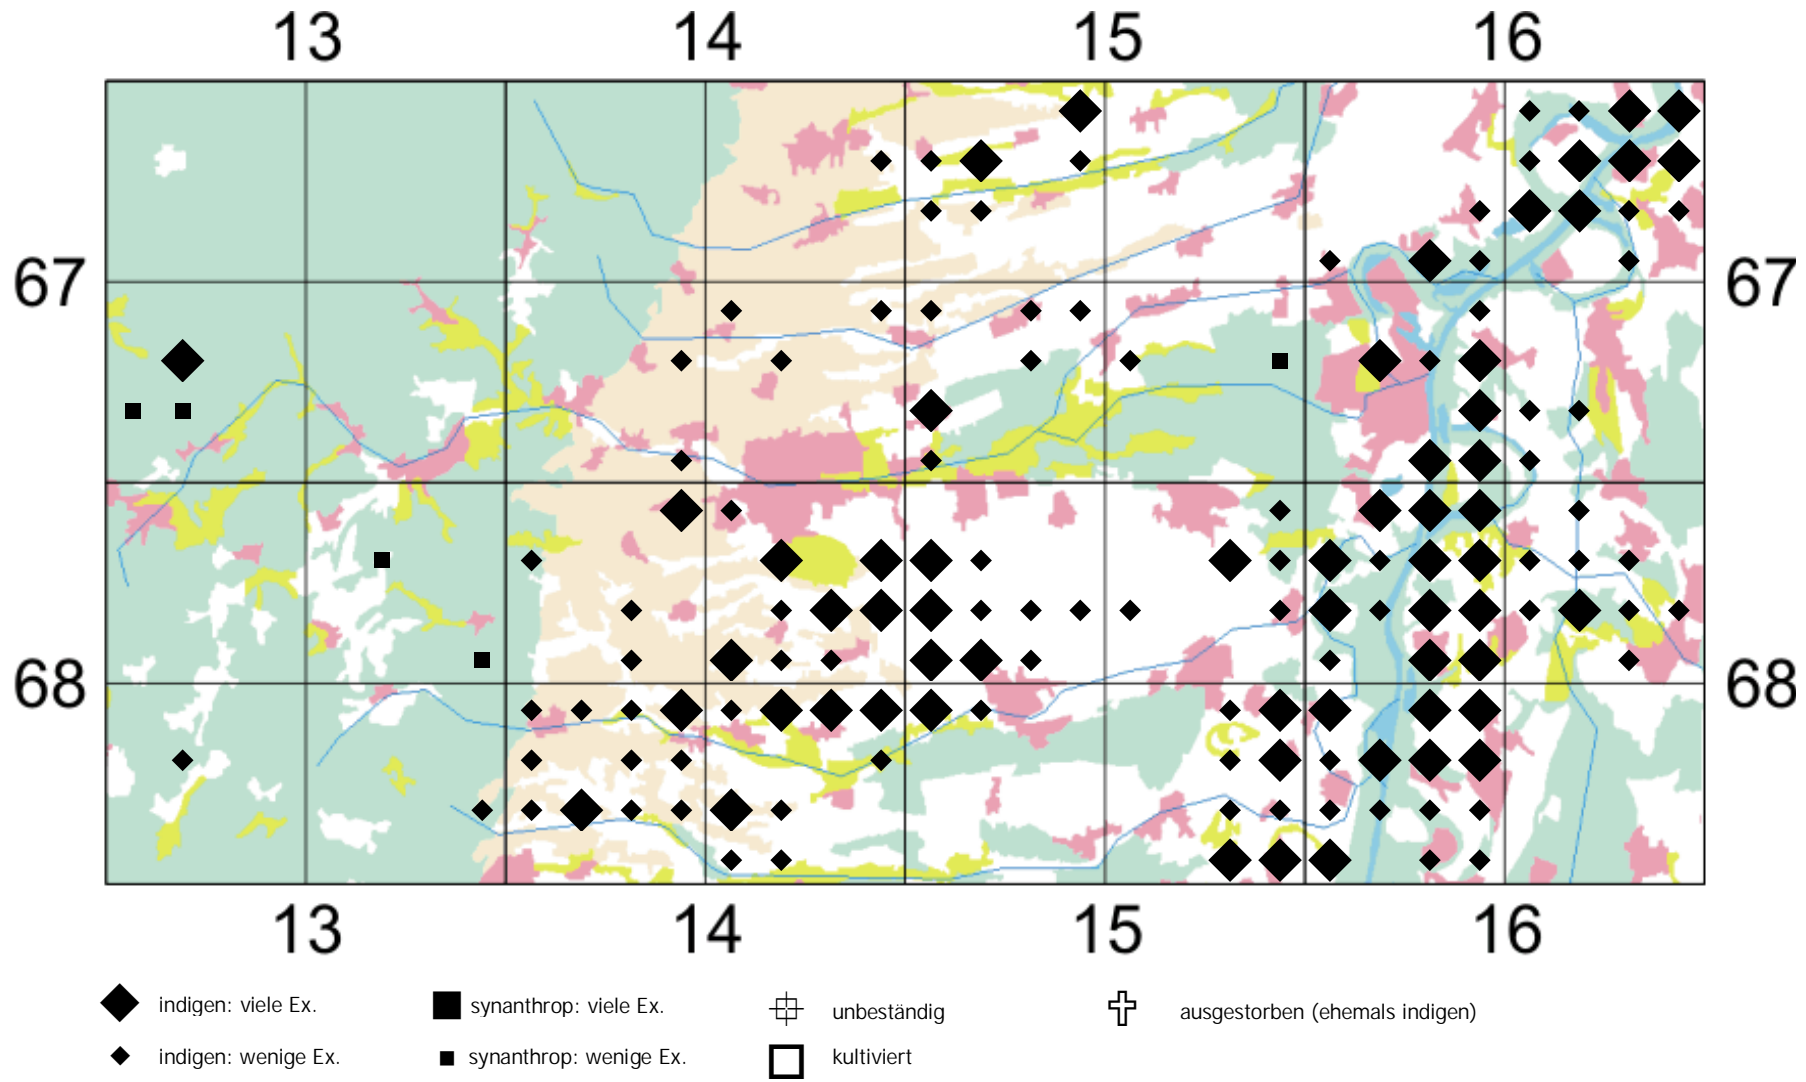 13 14 15 16
67 67
68 68
13 14 15 16
indigen: viele Ex. synanthrop: viele Ex. unbeständig ausgestorben (ehemals indigen)
indigen: wenige Ex. synanthrop: wenige Ex. kultiviert